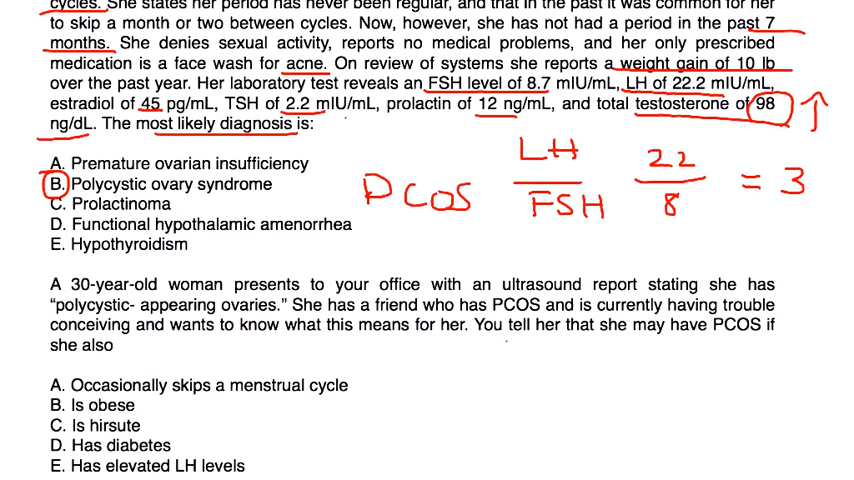 cycles. She states her period has never been regular, and that in the past it was common for her
to skip a month or two between cycles. Now, however, she has not had a period in the past 7
months. She denies sexual activity, reports no medical problems, and her only prescribed
medication is a face wash for acne. On review of systems she reports a weight gain of 10 lb
over the past year. Her laboratory test reveals an FSH level of 8.7 mIU/mL, LH of 22.2 mIU/mL,
estradiol of 45 pg/mL, TSH of 2.2 mIU/mL, prolactin of 12 ng/mL, and total testosterone of 98
ng/dL. The most likely diagnosis is:
A. Premature ovarian insufficiency
B. Polycystic ovary syndrome
C. Prolactinoma
D. Functional hypothalamic amenorrhea
E. Hypothyroidism
PCOS
LH
FSH
22
8
= 3
A 30-year-old woman presents to your office with an ultrasound report stating she has
“polycystic- appearing ovaries.” She has a friend who has PCOS and is currently having trouble
conceiving and wants to know what this means for her. You tell her that she may have PCOS if
she also
A. Occasionally skips a menstrual cycle
B. Is obese
C. Is hirsute
D. Has diabetes
E. Has elevated LH levels